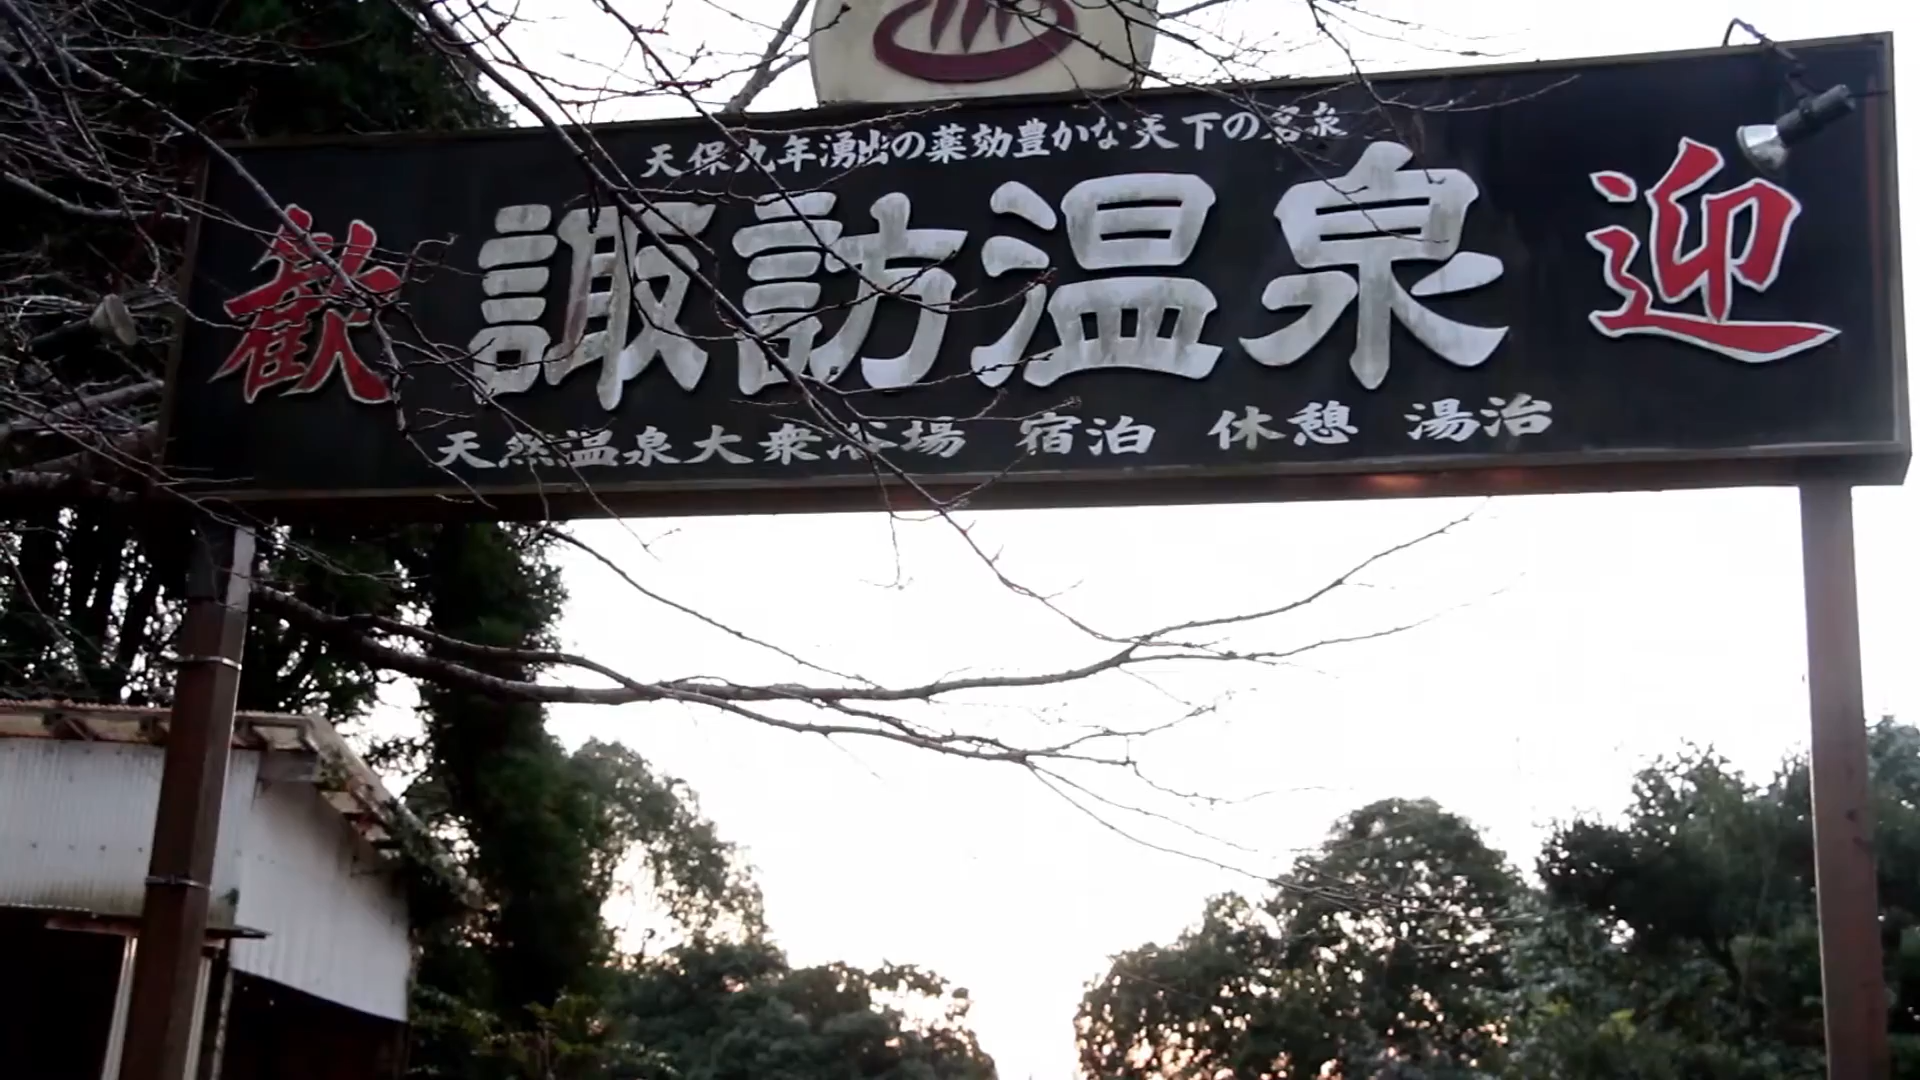 天保九年湧出の薬効豊かな天下の名泉
歓 諏訪温泉 迎
天然温泉大衆浴場 宿泊 休憩 湯治